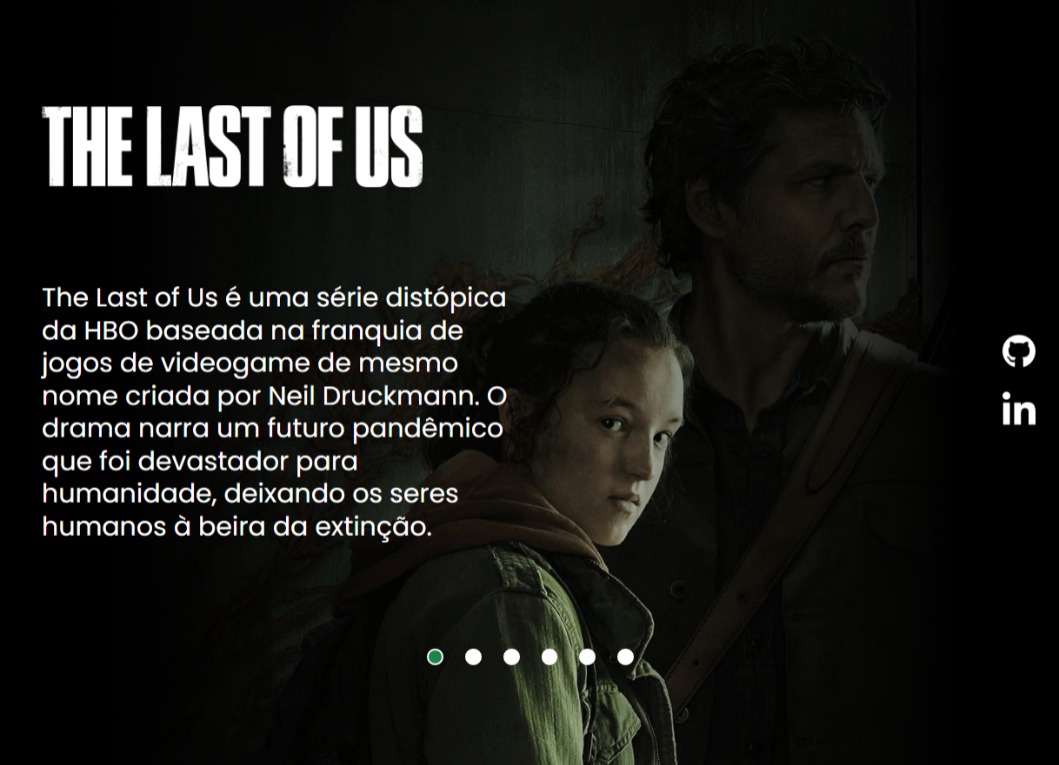 THE LAST OF US
The Last of Us é uma série distópica
da HBO baseada na franquia de
jogos de videogame de mesmo
nome criada por Neil Druckmann. O
drama narra um futuro pandêmico
que foi devastador para
humanidade, deixando os seres
humanos à beira da extinção.
in